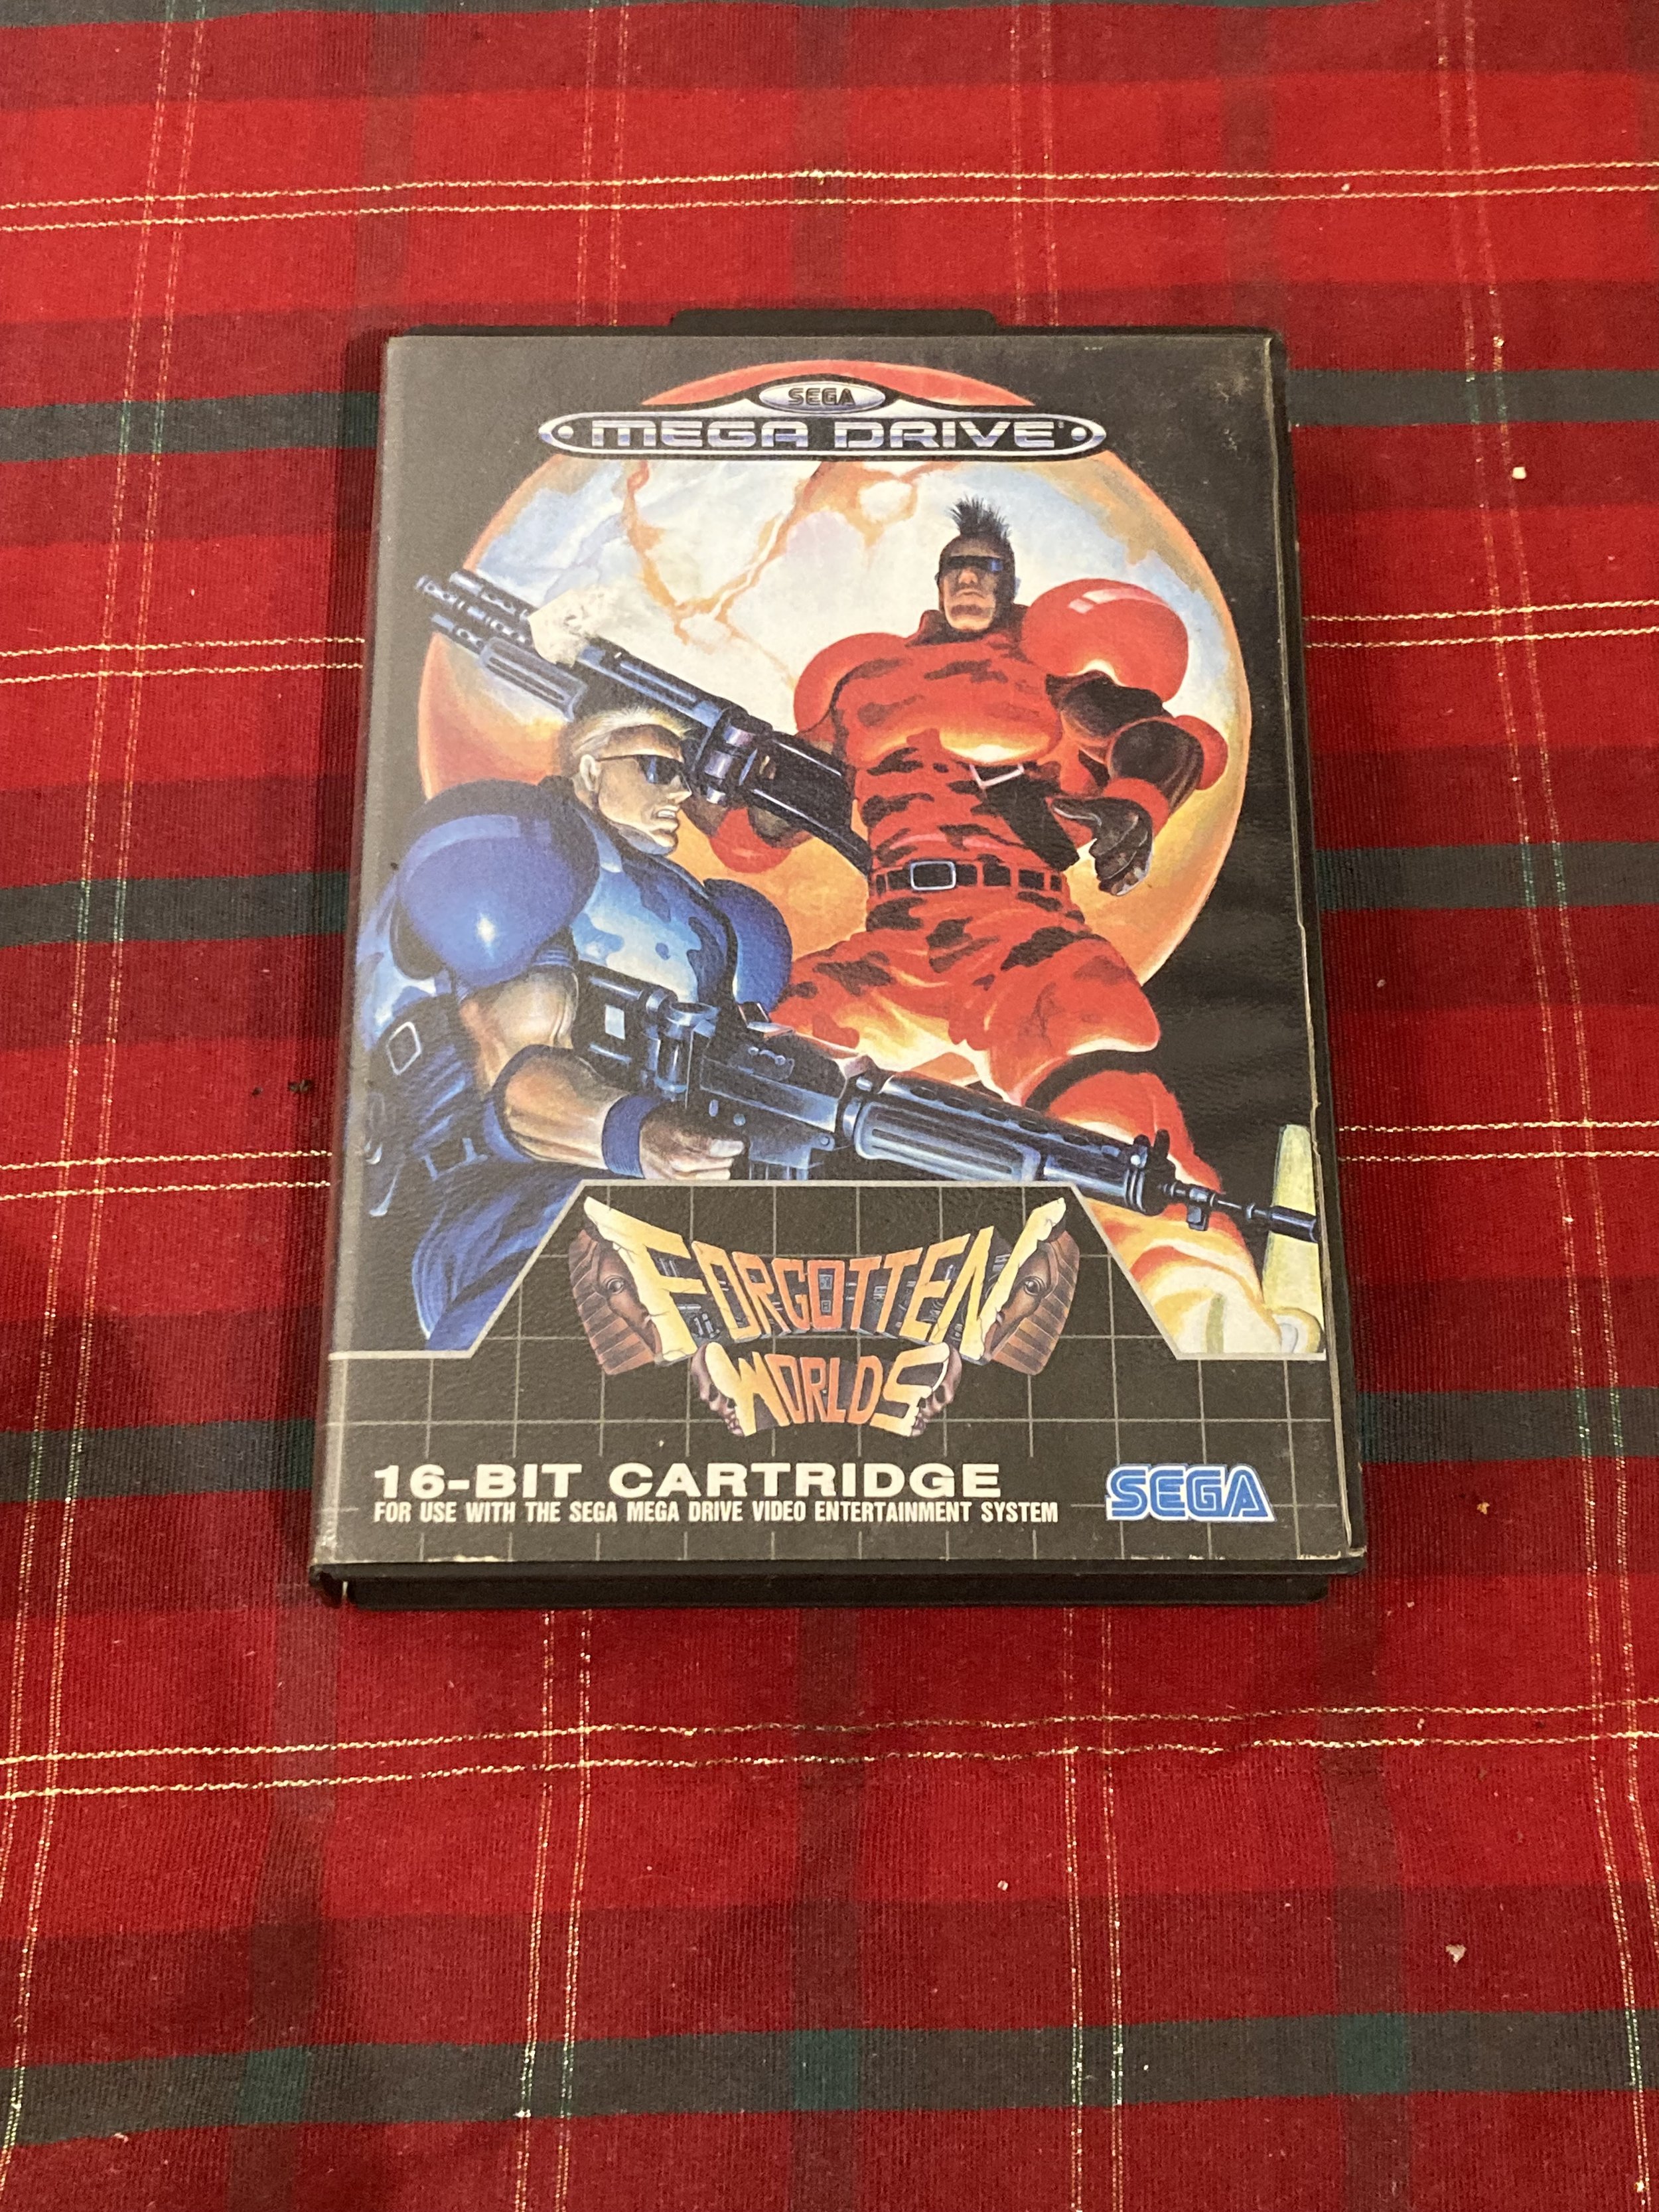 SEGA
MEGA DRIVE
FORGOTTEN
WORLDS
16-BIT CARTRIDGE
FOR USE WITH THE SEGA MEGA DRIVE VIDEO ENTERTAINMENT SYSTEM
SEGA